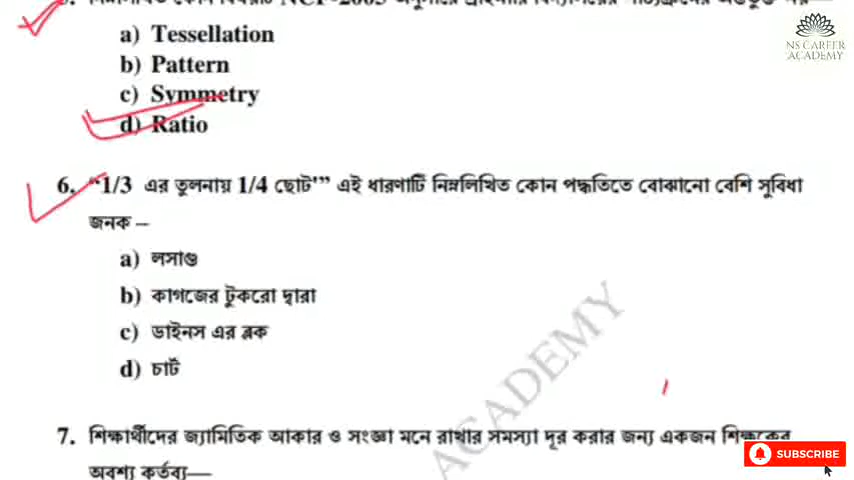 NCF-2005
a) Tessellation
b) Pattern
c) Symmetry
d) Ratio
NS CAREER
ACADEMY
6. “1/3 এর তুলনায় 1/4 ছোট'” এই ধারণাটি নিম্নলিখিত কোন পদ্ধতিতে বোঝানো বেশি সুবিধা
জনক –
a) লসাগু
b) কাগজের টুকরো দ্বারা
c) ডাইনস এর ব্লক
d) চার্ট
ACADEMY
7. শিক্ষার্থীদের জ্যামিতিক আকার ও সংজ্ঞা মনে রাখার সমস্যা দূর করার জন্য একজন শিক্ষকের
অবশ্য কর্তব্য—
SUBSCRIBE